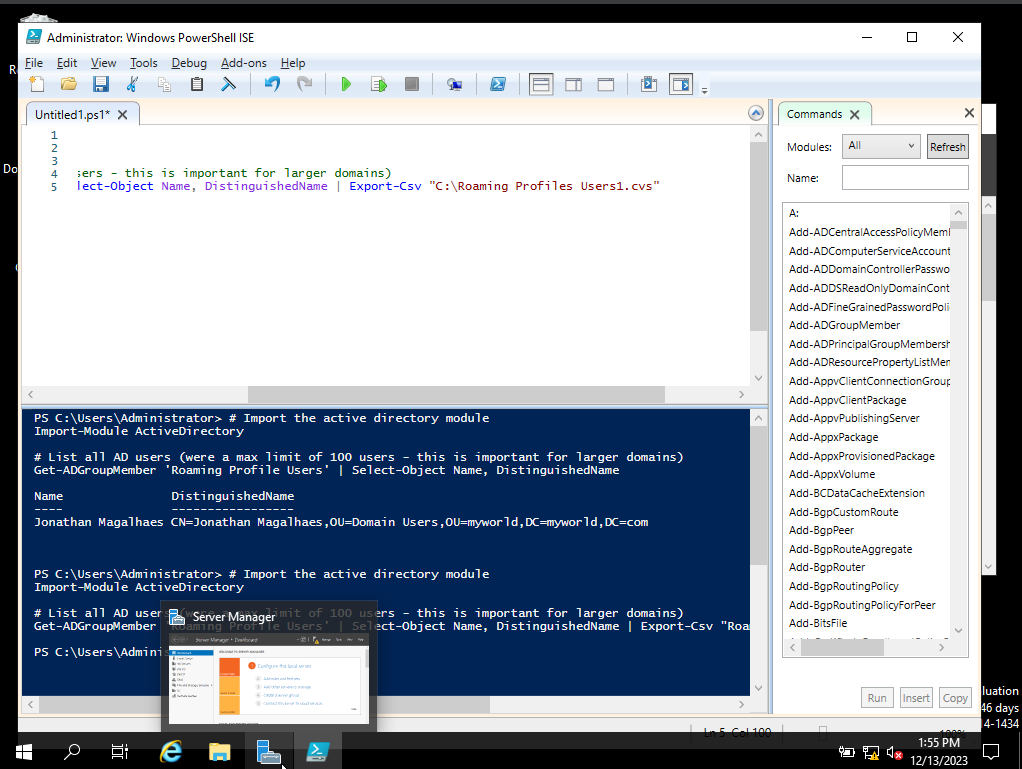 Administrator: Windows PowerShell ISE
File Edit View Tools Debug Add-ons Help
Untitled1.ps1*
1
2
3
4 sers - this is important for larger domains)
5 lect-Object Name, DistinguishedName | Export-Csv "C:\Roaming Profiles Users1.cvs"
PS C:\Users\Administrator> # Import the active directory module
Import-Module ActiveDirectory
# List all AD users (were a max limit of 100 users - this is important for larger domains)
Get-ADGroupMember 'Roaming Profile Users' | Select-Object Name, DistinguishedName
Name DistinguishedName
---- -----------------
Jonathan Magalhaes CN=Jonathan Magalhaes,OU=Domain Users,OU=myworld,DC=myworld,DC=com
PS C:\Users\Administrator> # Import the active directory module
Import-Module ActiveDirectory
# List all AD users (were a max limit of 100 users - this is important for larger domains)
Get-ADGroupMember Select-Object Name, DistinguishedName | Export-Csv "Roa
PS C:\Users\Admini
Server Manager
Ln 5 Col 100
100%
Commands
Modules: All Refresh
Name:
A:
Add-ADCentralAccessPolicyMem
Add-ADComputerServiceAccount
Add-ADDomainControllerPasswo
Add-ADDSReadOnlyDomainCont
Add-ADFineGrainedPasswordPoli
Add-ADGroupMember
Add-ADPrincipalGroupMembersh
Add-ADResourcePropertyListMem
Add-AppvClientConnectionGroup
Add-AppvClientPackage
Add-AppvPublishingServer
Add-AppxPackage
Add-AppxProvisionedPackage
Add-AppxVolume
Add-BCDataCacheExtension
Add-BgpCustomRoute
Add-BgpPeer
Add-BgpRouteAggregate
Add-BgpRouter
Add-BgpRoutingPolicy
Add-BgpRoutingPolicyForPeer
Add-BitsFile
Run Insert Copy
luation
46 days
4-1434
1:55 PM
12/13/2023